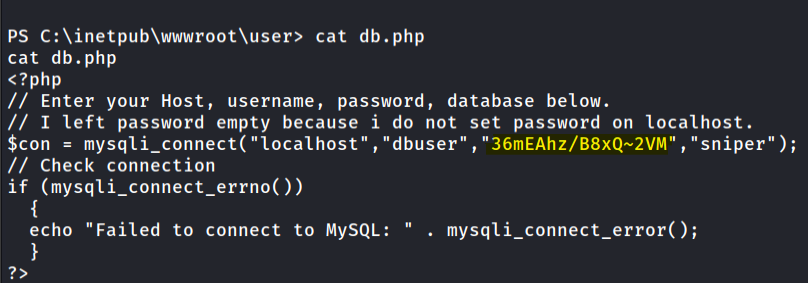 PS C:\inetpub\wwwroot\user> cat db.php
cat db.php
<?php
// Enter your Host, username, password, database below.
// I left password empty because i do not set password on localhost.
$con = mysqli_connect("localhost","dbuser","36mEAhz/B8xQ~2VM","sniper");
// Check connection
if (mysqli_connect_errno())
  {
  echo "Failed to connect to MySQL: " . mysqli_connect_error();
  }
?>